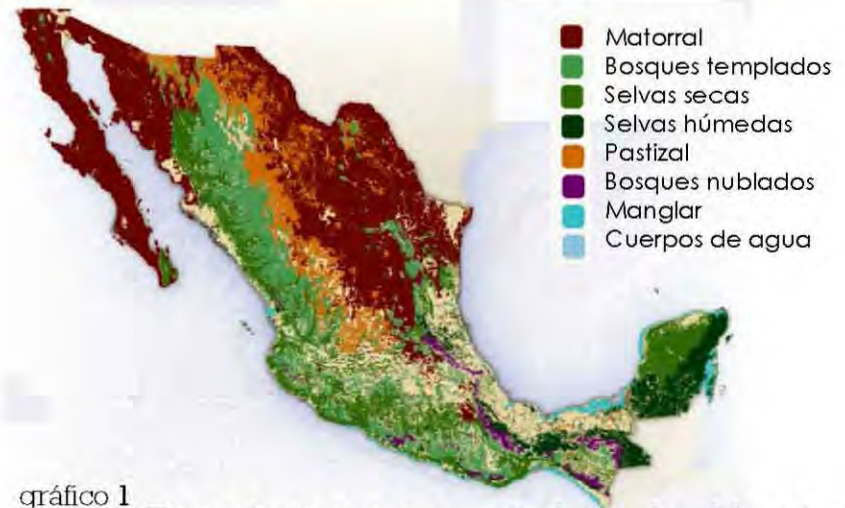 Matorral
Bosques templados
Selvas secas
Selvas húmedas
Pastizal
Bosques nublados
Manglar
Cuerpos de agua
gráfico 1